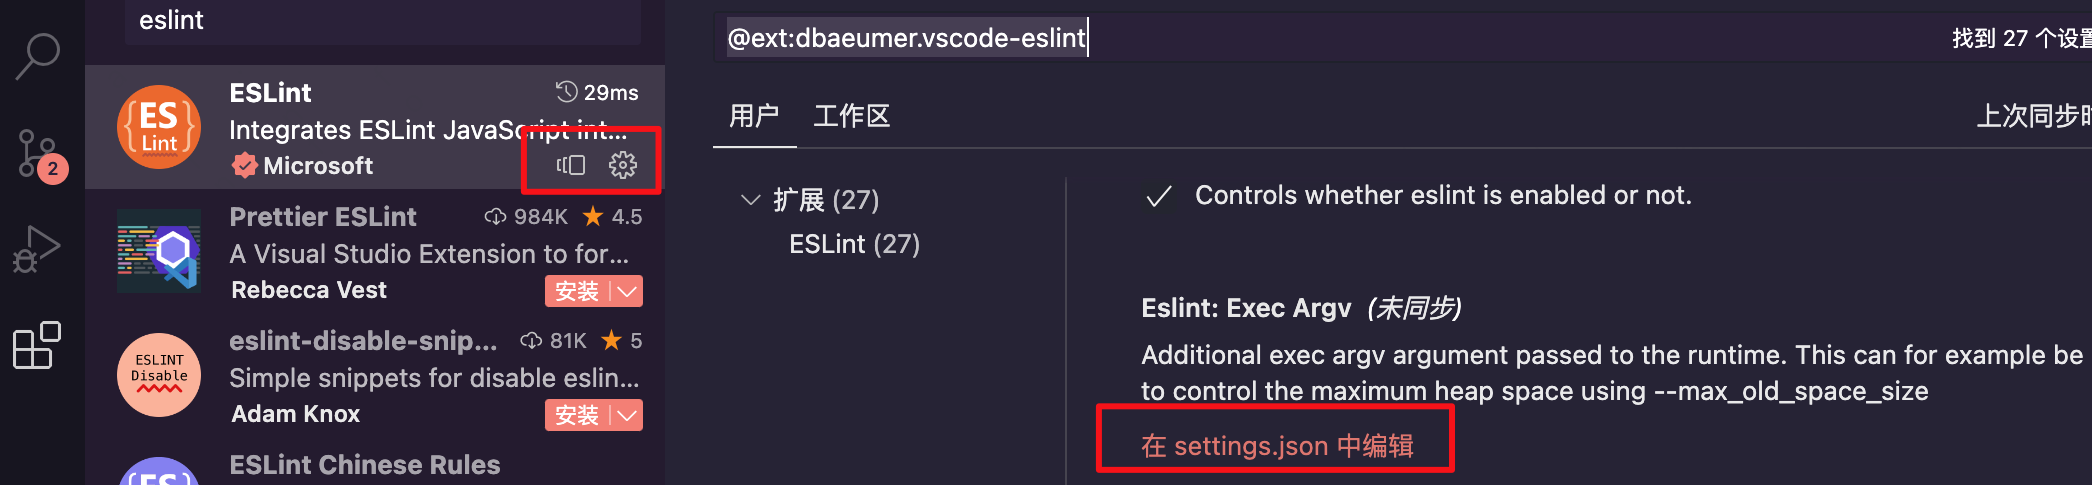 eslint
2
ES
Lint
ESLint
29ms
Integrates ESLint JavaScript int...
Microsoft
Prettier ESLint
984K
4.5
A Visual Studio Extension to for...
Rebecca Vest
安装
ESLINT
Disable
eslint-disable-snip...
81K
5
Simple snippets for disable eslin...
Adam Knox
安装
ES
ESLint Chinese Rules
@ext:dbaeumer.vscode-eslint
找到 27 个设置
用户
工作区
上次同步时
扩展 (27)
ESLint (27)
Controls whether eslint is enabled or not.
Eslint: Exec Argv (未同步)
Additional exec argv argument passed to the runtime. This can for example be
to control the maximum heap space using --max_old_space_size
在 settings.json 中编辑